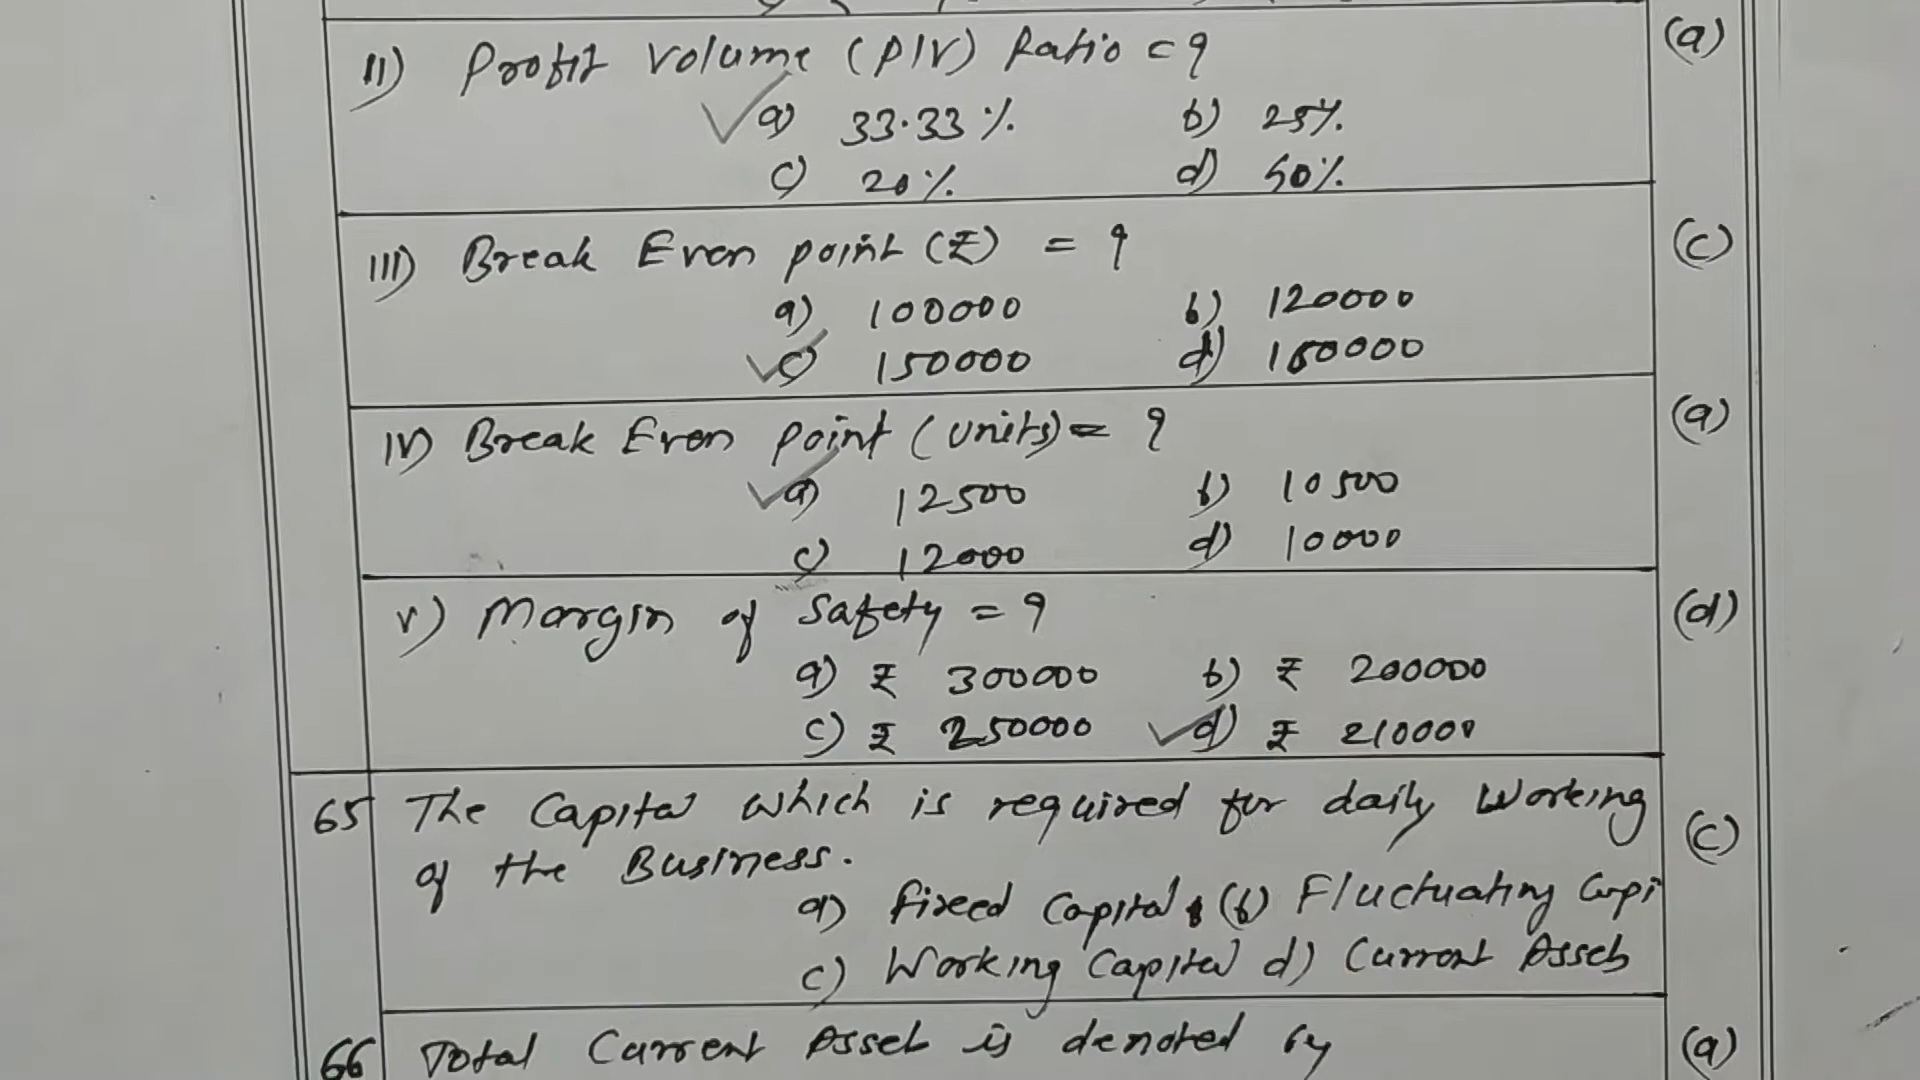 II) Profit Volume (P/V) Ratio = ?
(a)
a) 33.33 %. b) 25%.
c) 20%. d) 50%.
III) Break Even point (₹) = ?
(c)
a) 100000 b) 120000
c) 150000 d) 180000
IV) Break Even point (units) = ?
(a)
a) 12500 b) 10500
c) 12000 d) 10000
V) Margin of Safety = ?
(d)
a) ₹ 300000 b) ₹ 200000
c) ₹ 250000 d) ₹ 210000
65 The Capital which is required for daily Working
of the Business.
(c)
a) Fixed Capital (b) Fluctuating Capi
c) Working Capital d) Current Assets
66 Total Current Assets is denoted by
(a)